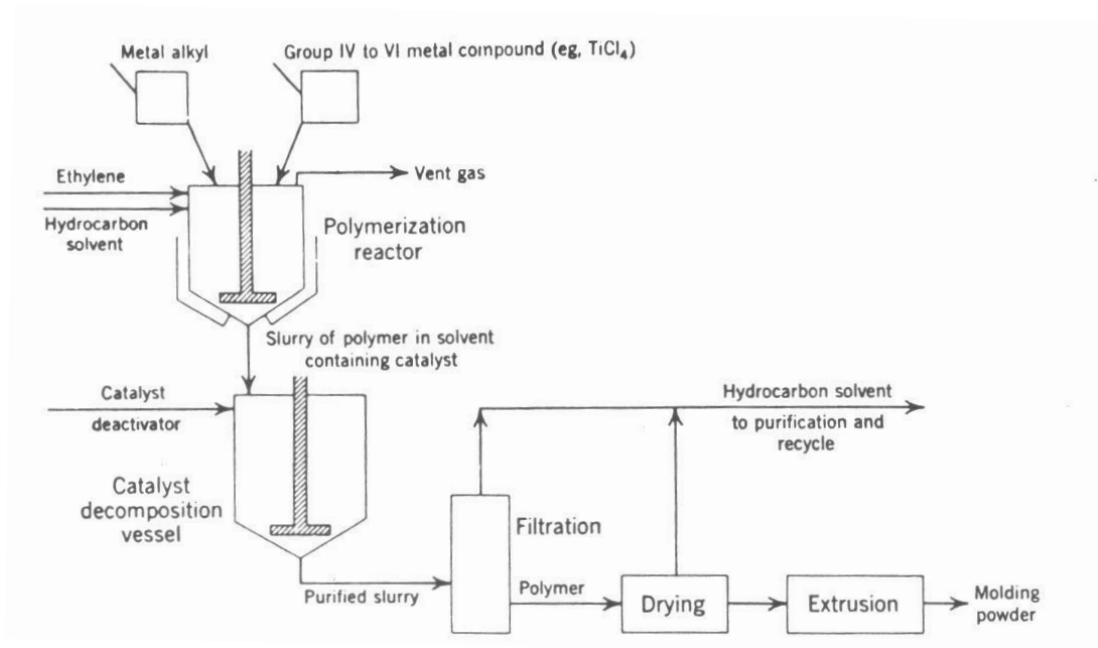 Metal alkyl
Group IV to VI metal compound (eg, TiCl₄)
Ethylene
Vent gas
Hydrocarbon
solvent
Polymerization
reactor
Slurry of polymer in solvent
containing catalyst
Catalyst
deactivator
Hydrocarbon solvent
to purification and
recycle
Catalyst
decomposition
vessel
Filtration
Purified slurry
Polymer
Drying
Extrusion
Molding
powder